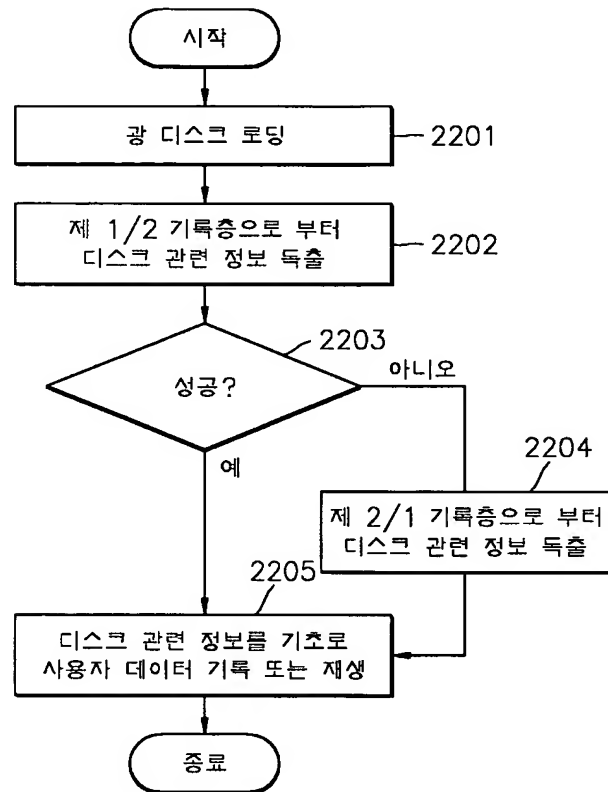 시작
광 디스크 로딩
2201
제 1/2 기록층으로 부터
디스크 관련 정보 독출
2202
2203
성공?
아니오
예
2204
제 2/1 기록층으로 부터
디스크 관련 정보 독출
2205
디스크 관련 정보를 기초로
사용자 데이터 기록 또는 재생
종료